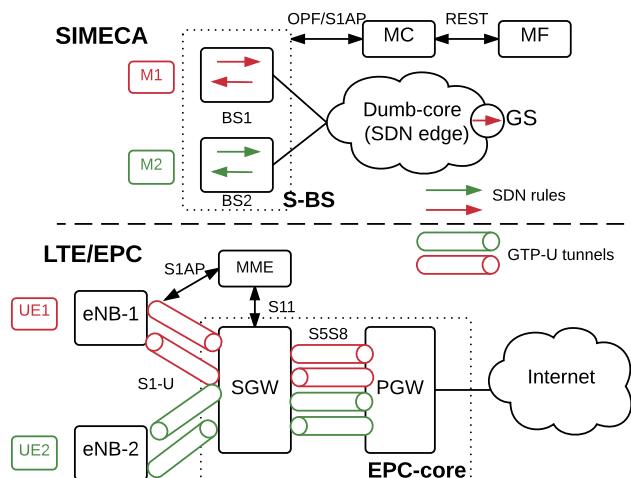 OPF/S1AP
REST
SIMECA
MC
MF
M1
BS1
Dumb-core
(SDN edge)
GS
M2
BS2
S-BS
SDN rules
LTE/EPC
GTP-U tunnels
S1AP
MME
UE1
eNB-1
S11
S5S8
S1-U
SGW
PGW
Internet
UE2
eNB-2
EPC-core